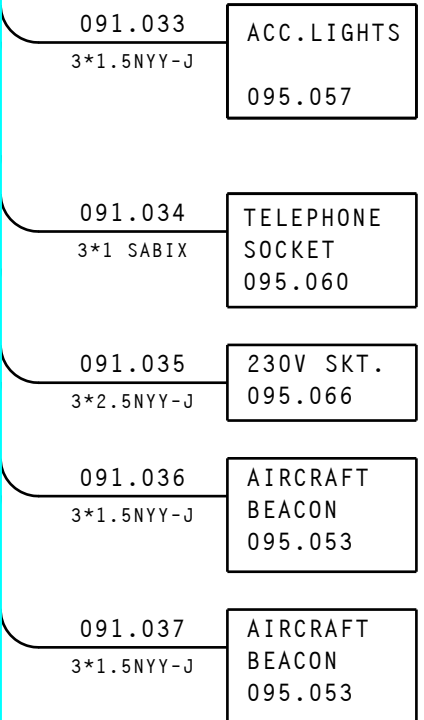 091.033
3*1.5NYY-J
ACC.LIGHTS
095.057
091.034
3*1 SABIX
TELEPHONE
SOCKET
095.060
091.035
3*2.5NYY-J
230V SKT.
095.066
091.036
3*1.5NYY-J
AIRCRAFT
BEACON
095.053
091.037
3*1.5NYY-J
AIRCRAFT
BEACON
095.053